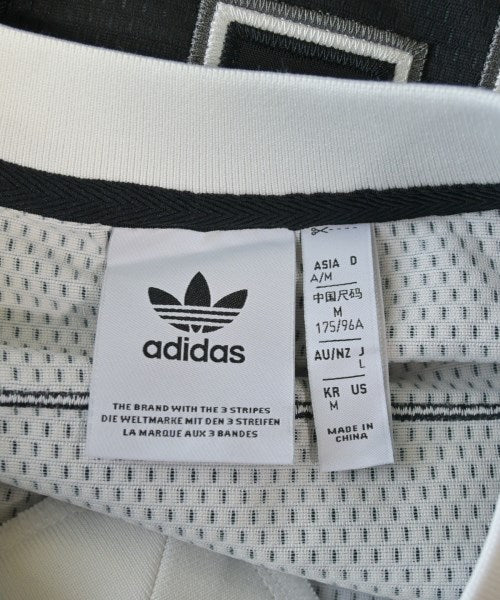 adidas
THE BRAND WITH THE 3 STRIPES
DIE WELTMARKE MIT DEN 3 STREIFEN
LA MARQUE AUX 3 BANDES
ASIA D
A/M
中国尺码
M
175/96A
AU/NZ J
L
KR US
M
MADE IN
CHINA